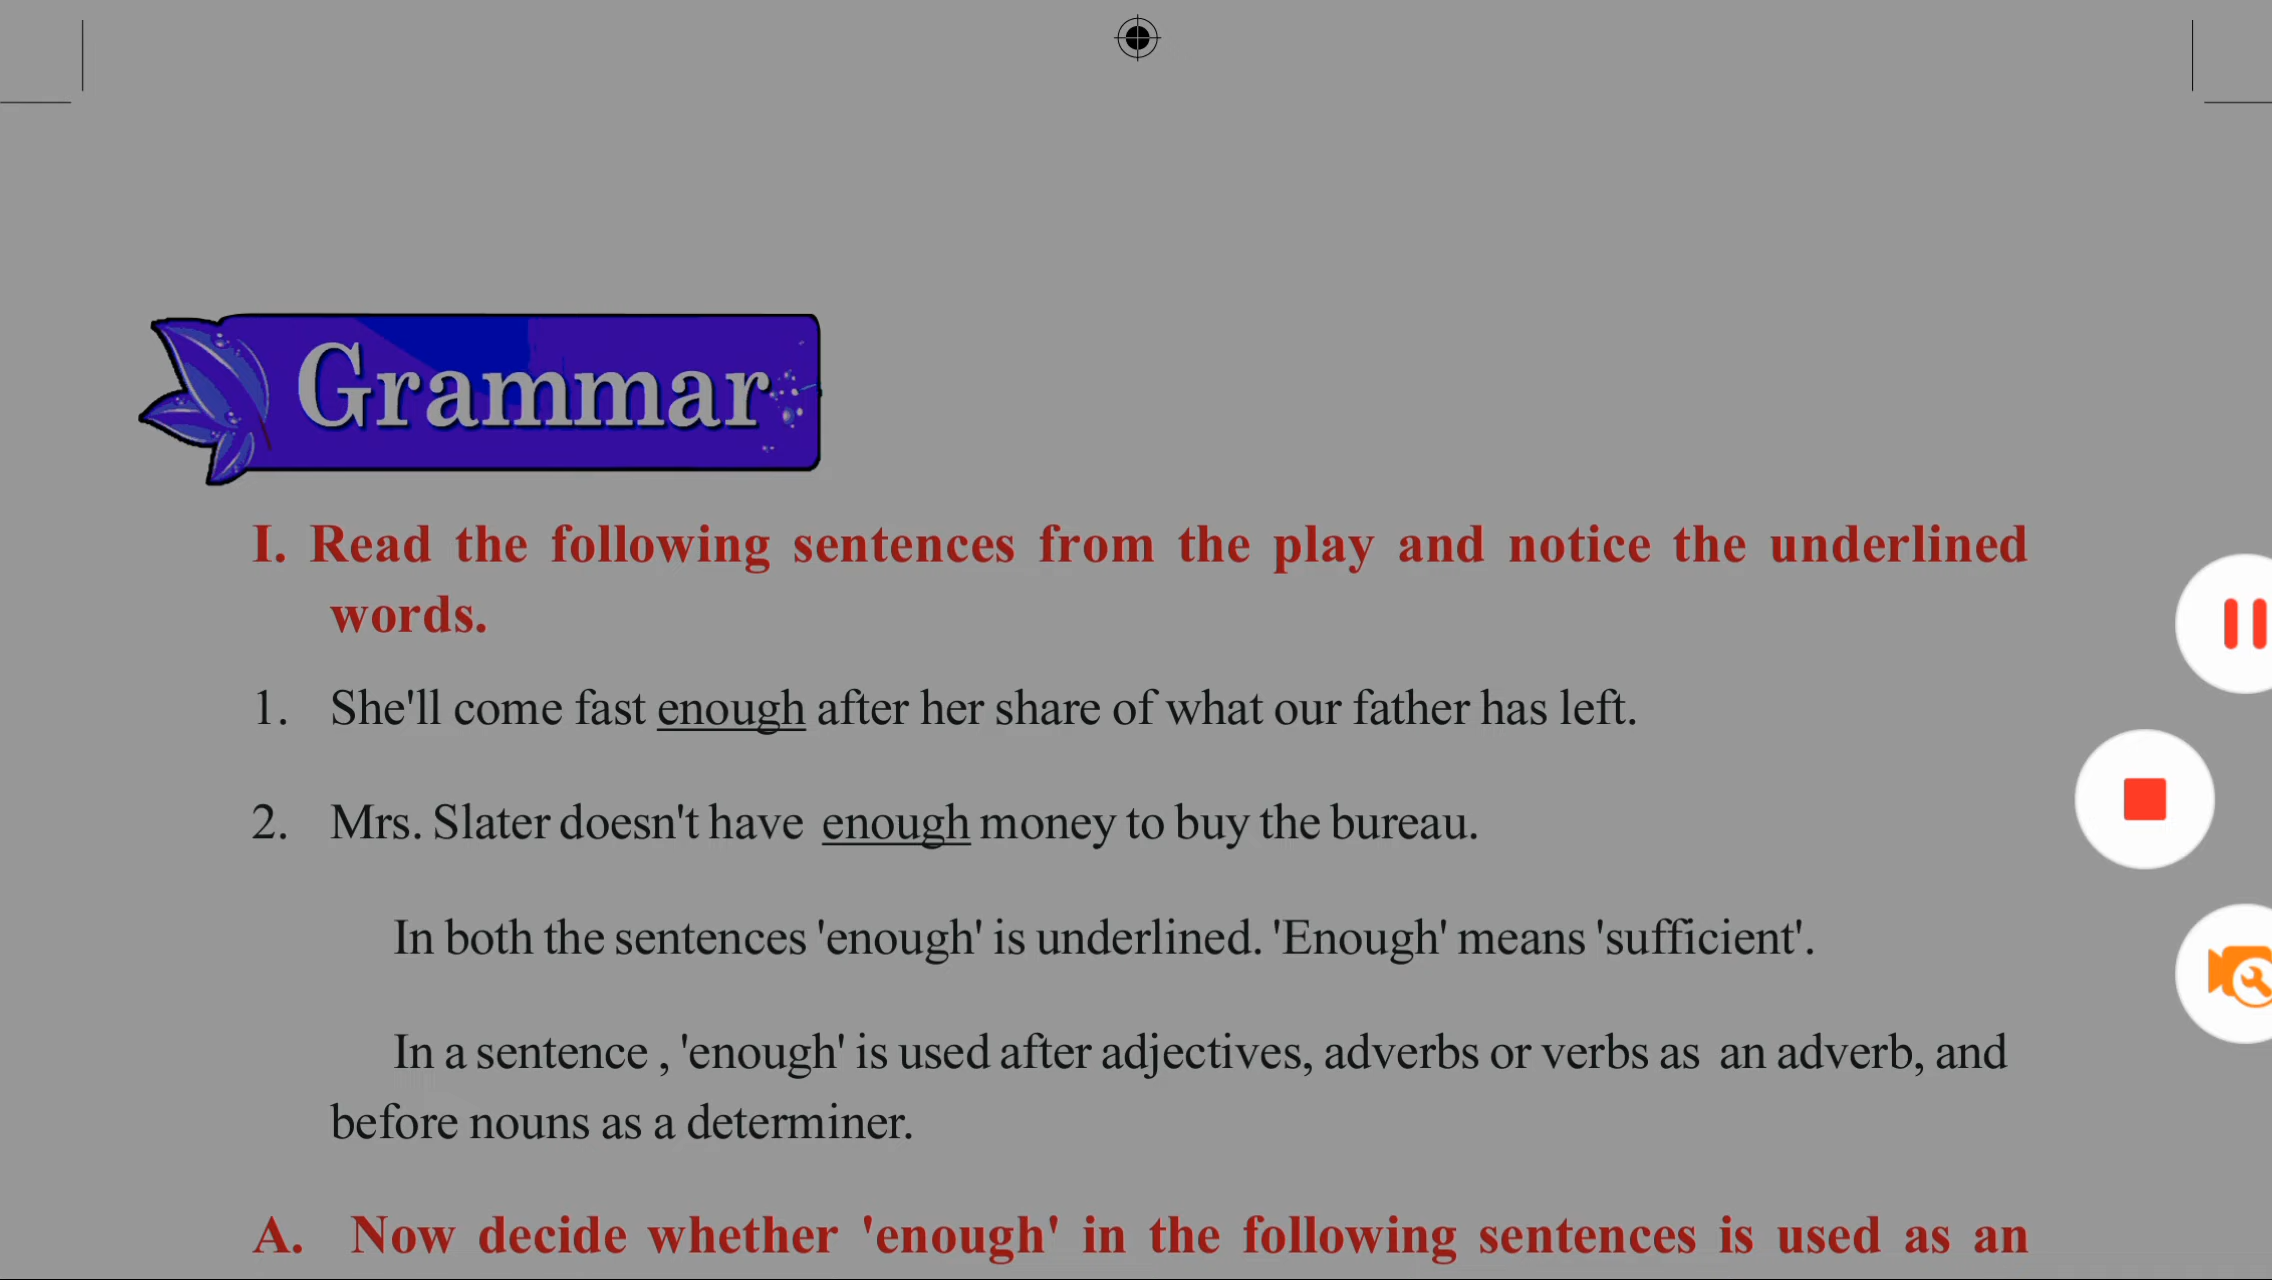 Grammar
I. Read the following sentences from the play and notice the underlined
words.
1. She'll come fast enough after her share of what our father has left.
2. Mrs. Slater doesn't have enough money to buy the bureau.
In both the sentences 'enough' is underlined. 'Enough' means 'sufficient'.
In a sentence , 'enough' is used after adjectives, adverbs or verbs as an adverb, and
before nouns as a determiner.
A. Now decide whether 'enough' in the following sentences is used as an